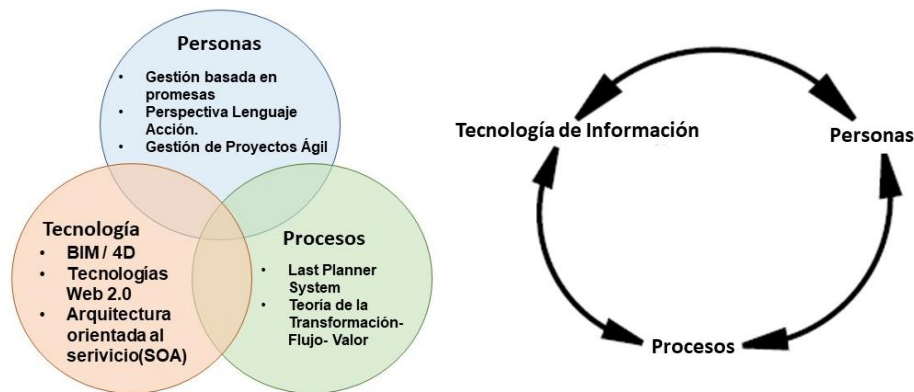 Personas
• Gestión basada en
promesas
• Perspectiva Lenguaje
Acción.
• Gestión de Proyectos Ágil
Tecnología
• BIM / 4D
• Tecnologías
Web 2.0
• Arquitectura
orientada al
serivicio(SOA)
Procesos
• Last Planner
System
• Teoría de la
Transformación-
Flujo- Valor
Tecnología de Información
Personas
Procesos